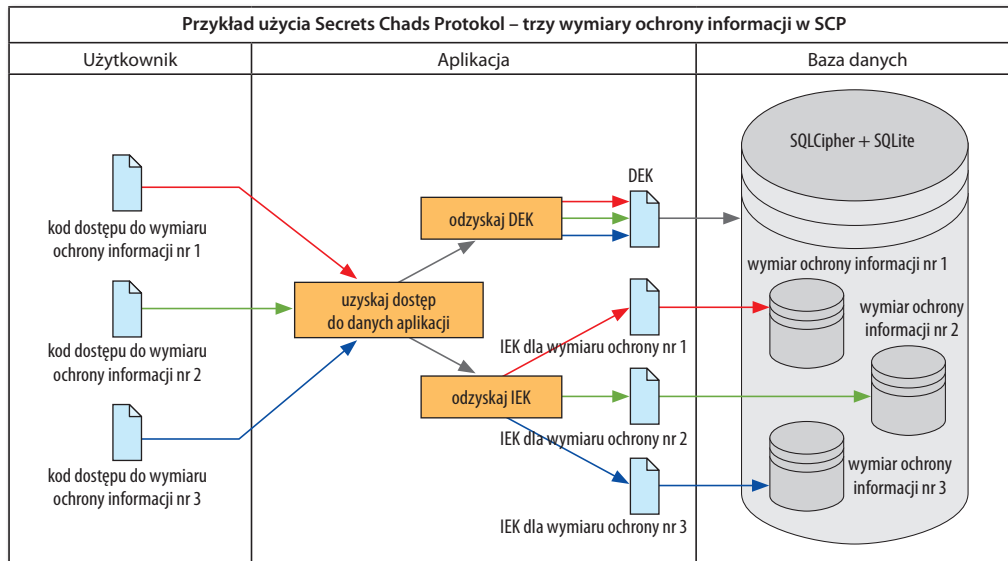 Przykład użycia Secrets Chads Protokol – trzy wymiary ochrony informacji w SCP
Użytkownik
Aplikacja
Baza danych
kod dostępu do wymiaru
ochrony informacji nr 1
kod dostępu do wymiaru
ochrony informacji nr 2
kod dostępu do wymiaru
ochrony informacji nr 3
uzyskaj dostęp
do danych aplikacji
odzyskaj DEK
DEK
odzyskaj IEK
IEK dla wymiaru ochrony nr 1
IEK dla wymiaru ochrony nr 2
IEK dla wymiaru ochrony nr 3
SQLCipher + SQLite
wymiar ochrony informacji nr 1
wymiar ochrony
informacji nr 2
wymiar ochrony
informacji nr 3